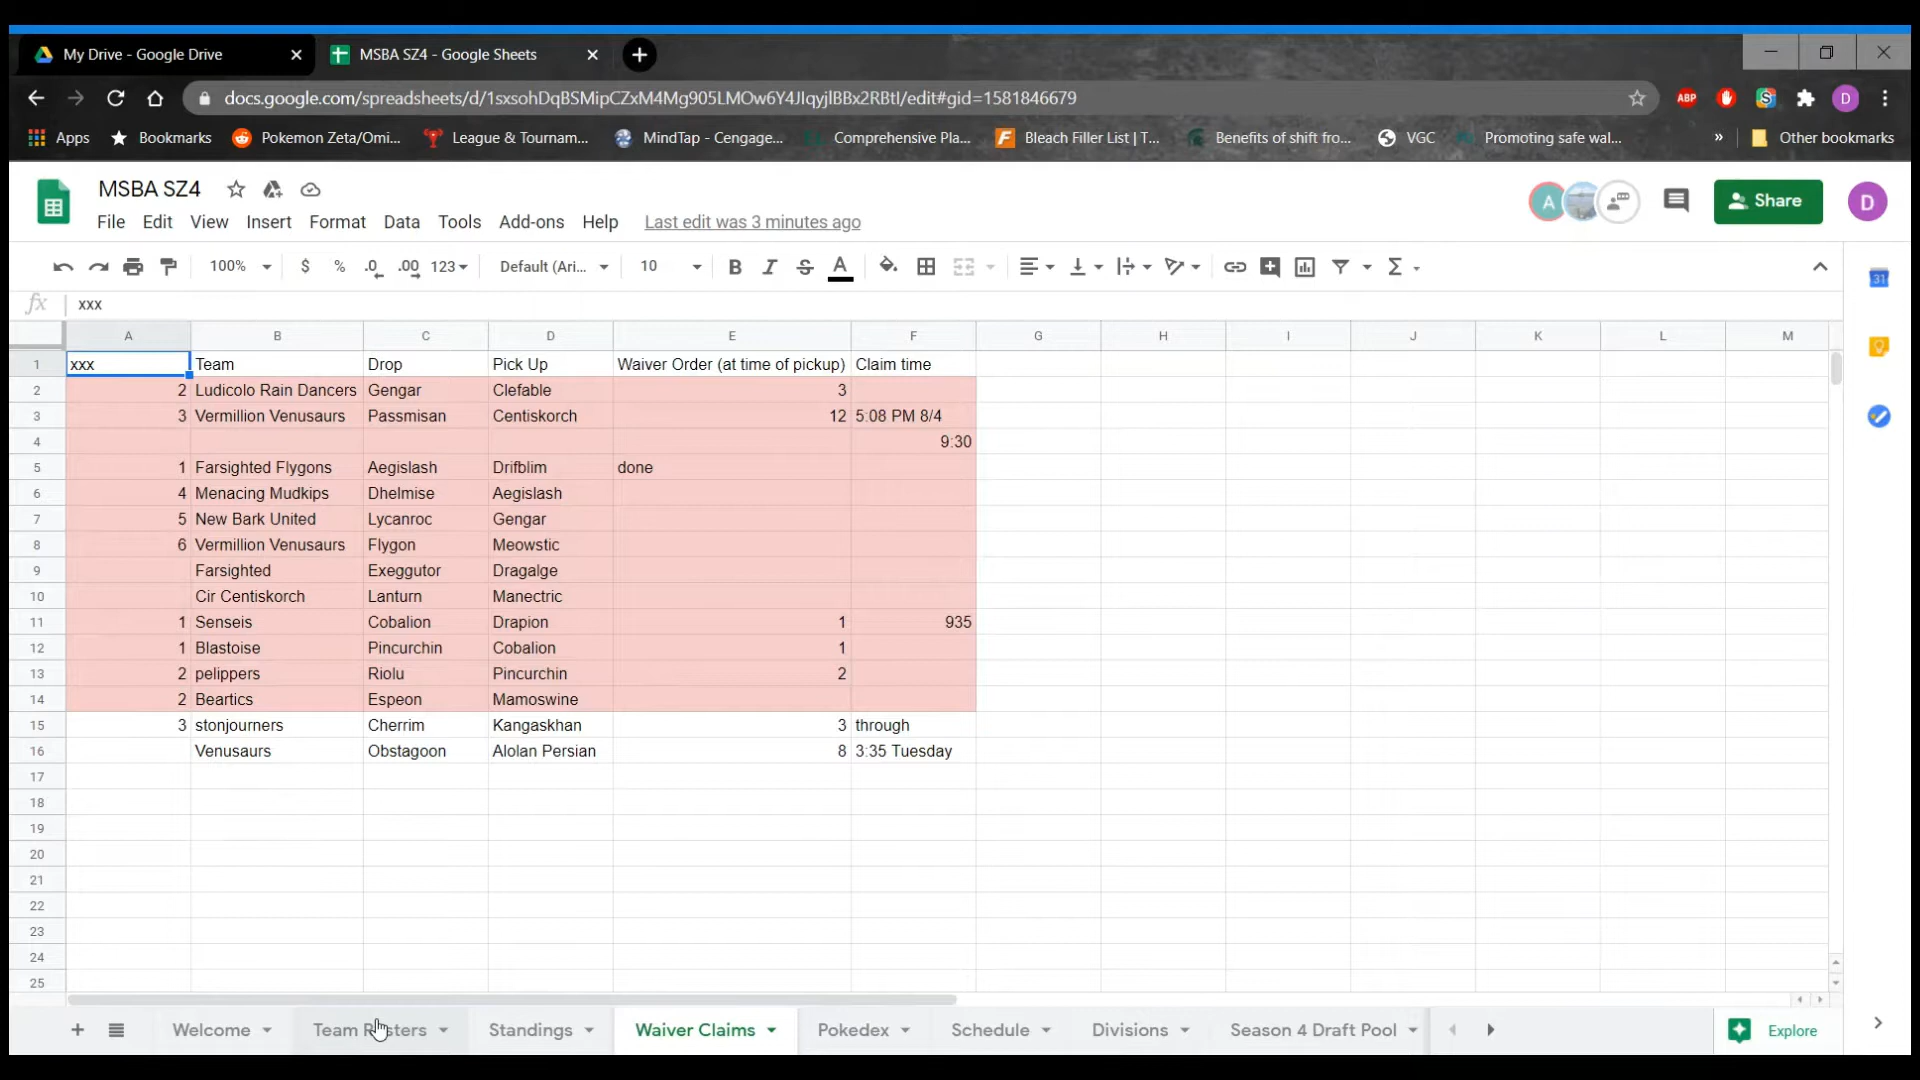 My Drive - Google Drive
MSBA SZ4 - Google Sheets
docs.google.com/spreadsheets/d/1sxsohDqBSMipCZxM4Mg905LMOw6Y4JIqyjlBBx2RBtI/edit#gid=1581846679
ABP
D
Apps Bookmarks Pokemon Zeta/Omi... League & Tournam... MindTap - Cengage... Comprehensive Pla... Bleach Filler List | T... Benefits of shift fro... VGC Promoting safe wal... » Other bookmarks
MSBA SZ4
A
Share
D
File Edit View Insert Format Data Tools Add-ons Help Last edit was 3 minutes ago
100% $ % .0 .00 123 Default (Ari... 10 B I S A Σ
31
fx xxx
A B C D E F G H I J K L M
1 xxx Team Drop Pick Up Waiver Order (at time of pickup) Claim time
2 2 Ludicolo Rain Dancers Gengar Clefable 3
3 3 Vermillion Venusaurs Passmisan Centiskorch 12 5:08 PM 8/4
4 9:30
5 1 Farsighted Flygons Aegislash Drifblim done
6 4 Menacing Mudkips Dhelmise Aegislash
7 5 New Bark United Lycanroc Gengar
8 6 Vermillion Venusaurs Flygon Meowstic
9 Farsighted Exeggutor Dragalge
10 Cir Centiskorch Lanturn Manectric
11 1 Senseis Cobalion Drapion 1 935
12 1 Blastoise Pincurchin Cobalion 1
13 2 pelippers Riolu Pincurchin 2
14 2 Beartics Espeon Mamoswine
15 3 stonjourners Cherrim Kangaskhan 3 through
16 Venusaurs Obstagoon Alolan Persian 8 3:35 Tuesday
17
18
19
20
21
22
23
24
25
Welcome Team Rosters Standings Waiver Claims Pokedex Schedule Divisions Season 4 Draft Pool Explore